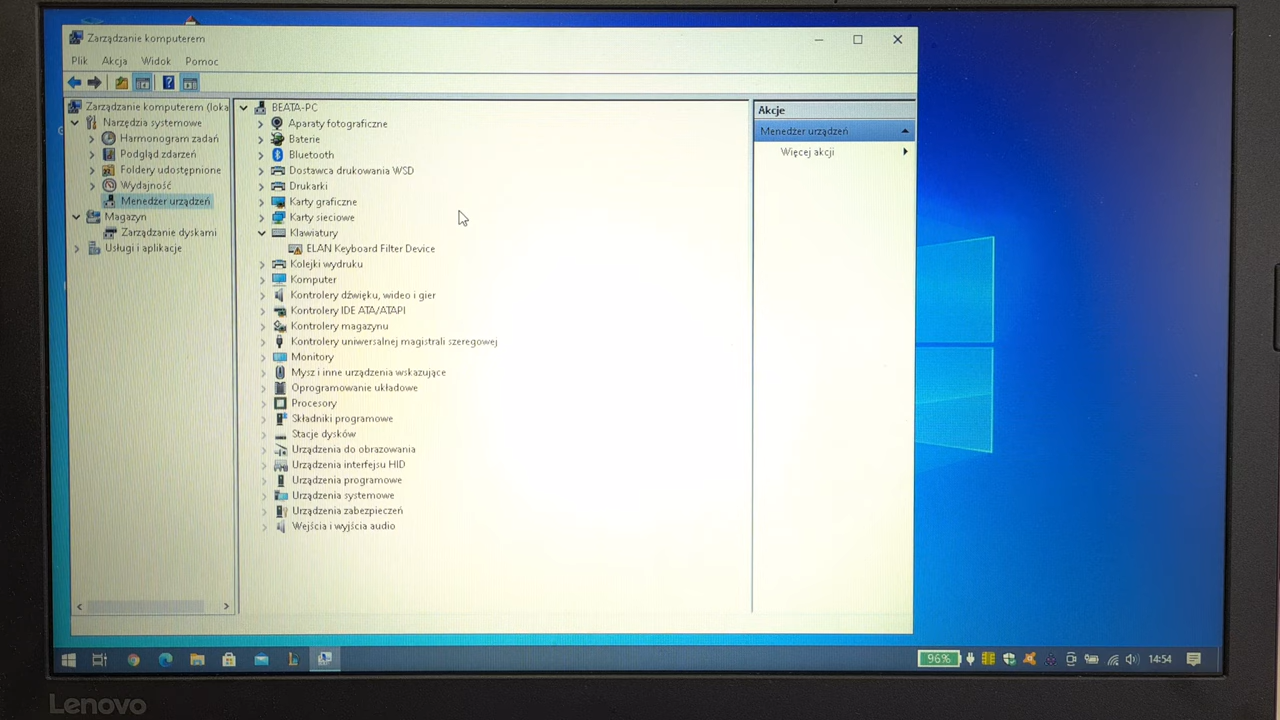 Zarządzanie komputerem
Plik Akcja Widok Pomoc
Zarządzanie komputerem (loka
Narzędzia systemowe
Harmonogram zadań
Podgląd zdarzeń
Foldery udostępnione
Wydajność
Menedżer urządzeń
Magazyn
Zarządzanie dyskami
Usługi i aplikacje
BEATA-PC
Aparaty fotograficzne
Baterie
Bluetooth
Dostawca drukowania WSD
Drukarki
Karty graficzne
Karty sieciowe
Klawiatury
ELAN Keyboard Filter Device
Kolejki wydruku
Komputer
Kontrolery dźwięku, wideo i gier
Kontrolery IDE ATA/ATAPI
Kontrolery magazynu
Kontrolery uniwersalnej magistrali szeregowej
Monitory
Mysz i inne urządzenia wskazujące
Oprogramowanie układowe
Procesory
Składniki programowe
Stacje dysków
Urządzenia do obrazowania
Urządzenia interfejsu HID
Urządzenia programowe
Urządzenia systemowe
Urządzenia zabezpieczeń
Wejścia i wyjścia audio
Akcje
Menedżer urządzeń
Więcej akcji
96%
14:54
Lenovo